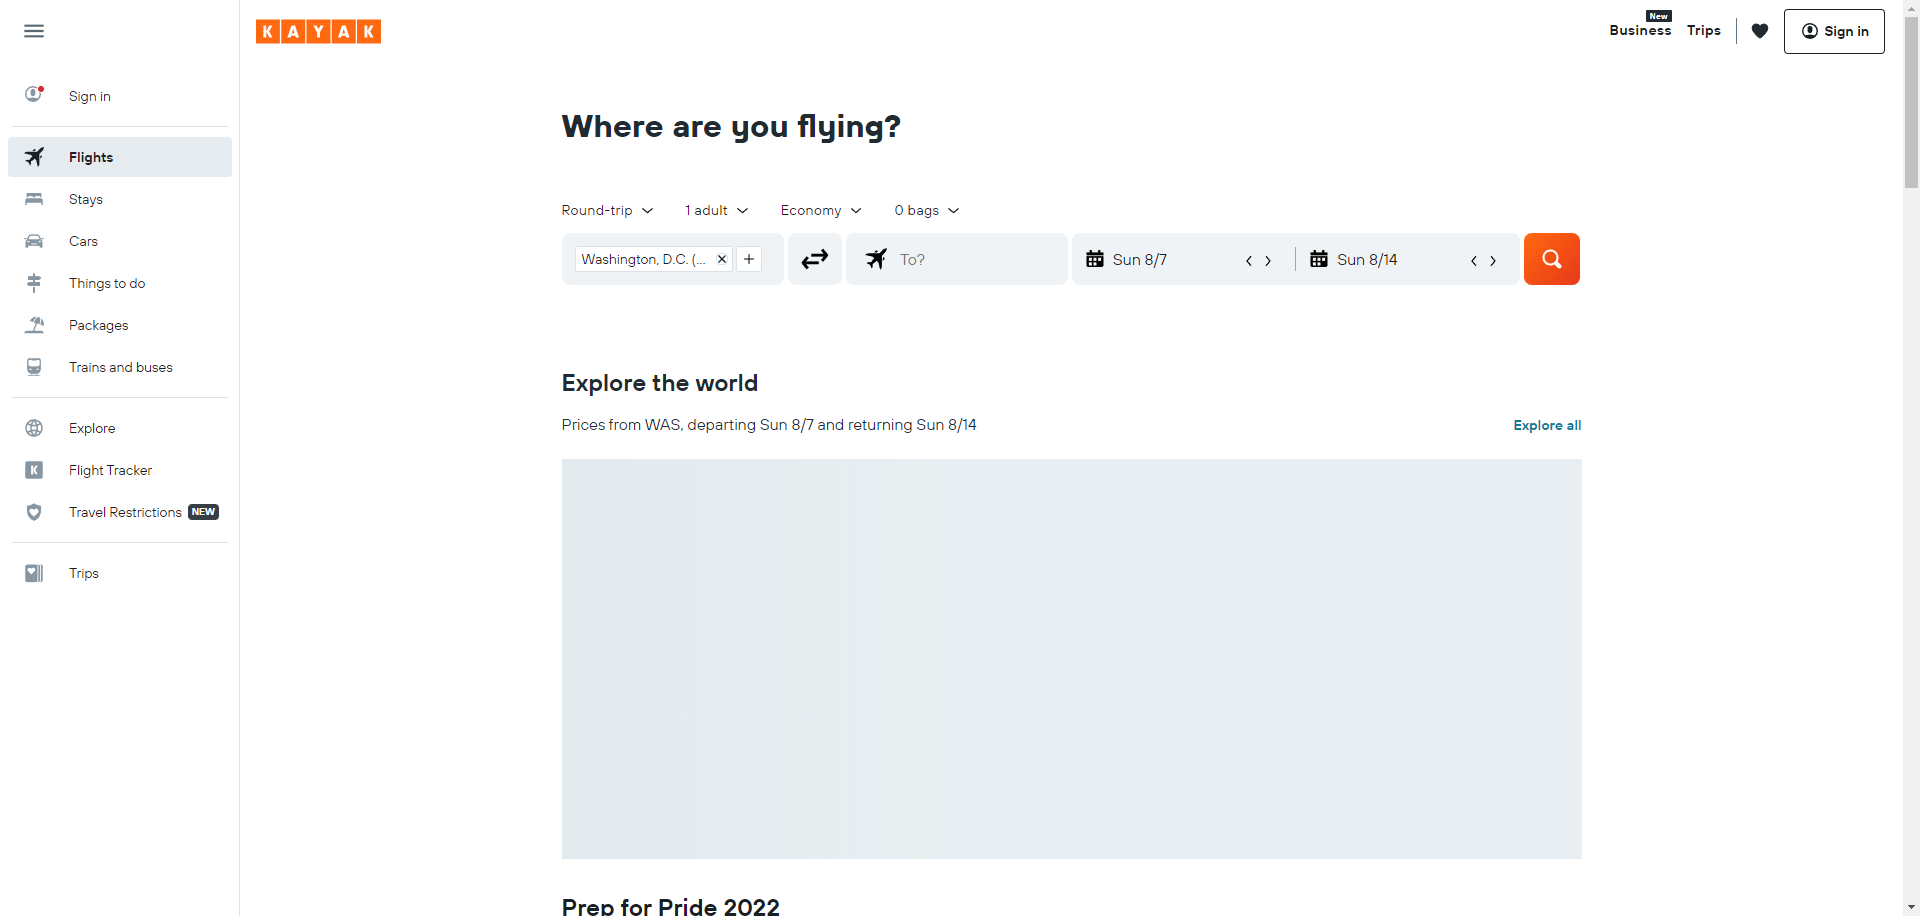 KAYAK
New
Business
Trips
Sign in
Sign in
Flights
Stays
Cars
Things to do
Packages
Trains and buses
Explore
K
Flight Tracker
Travel Restrictions NEW
Trips
Where are you flying?
Round-trip 1 adult Economy 0 bags
Washington, D.C. (... To? Sun 8/7 Sun 8/14
Explore the world
Prices from WAS, departing Sun 8/7 and returning Sun 8/14
Explore all
Prep for Pride 2022